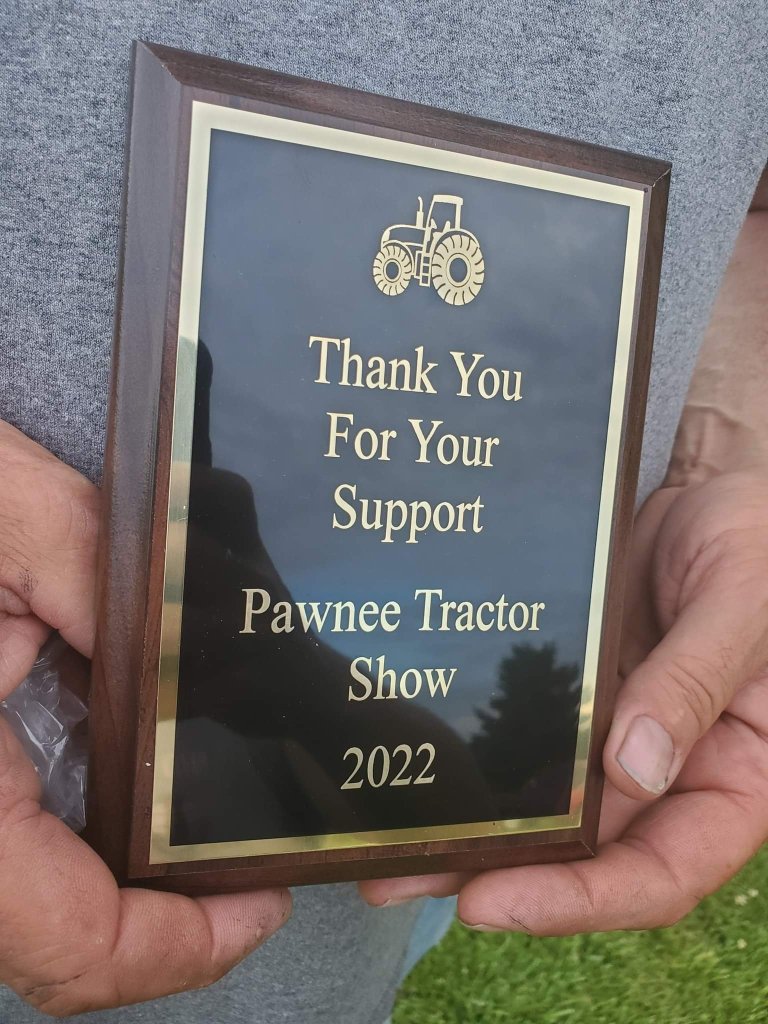 Thank You
For Your
Support
Pawnee Tractor
Show
2022